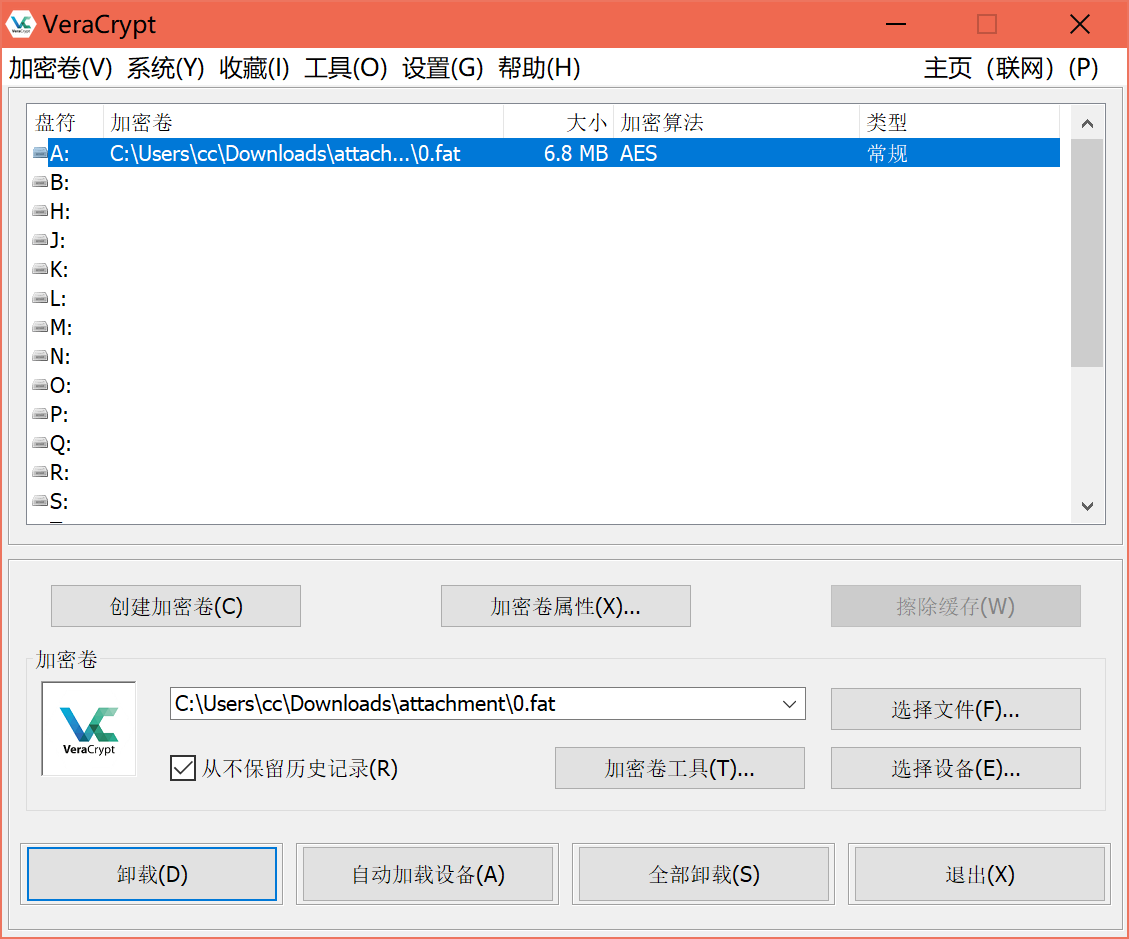 VeraCrypt
加密卷(V) 系统(Y) 收藏(I) 工具(O) 设置(G) 帮助(H) 主页（联网）(P)
盘符 加密卷 大小 加密算法 类型
A: C:\Users\cc\Downloads\attach...\0.fat 6.8 MB AES 常规
B:
H:
J:
K:
L:
M:
N:
O:
P:
Q:
R:
S:
创建加密卷(C) 加密卷属性(X)... 擦除缓存(W)
加密卷
VeraCrypt
C:\Users\cc\Downloads\attachment\0.fat 选择文件(F)...
从不保留历史记录(R) 加密卷工具(T)... 选择设备(E)...
卸载(D) 自动加载设备(A) 全部卸载(S) 退出(X)